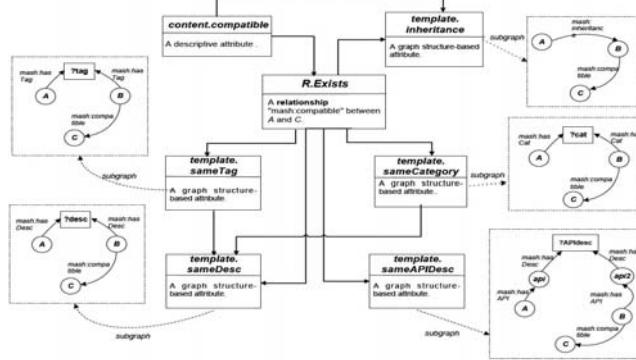 content.compatible
A descriptive attribute .
template.
inheritance
A graph structure-based
attribute.
mash:
inheritanc
e
A
B
C
mash:compa
tible
subgraph
mash:has
Tag
?tag
mash:has
Tag
A
B
mash:compa
tible
C
R.Exists
A relationship
"mash:compatible" between
A and C.
mash:has
Cat
?cat
mash:has
Cat
A
B
mash:compa
tible
C
template.
sameTag
A graph structure-
based attribute.
subgraph
template.
sameCategory
A graph structure-
based attribute..
subgraph
mash:has
Desc
?desc
mash:has
Desc
A
B
mash:compa
tible
C
template.
sameDesc
A graph structure-
based attribute.
subgraph
template.
sameAPIDesc
A graph structure-
based attribute.
subgraph
?APIdesc
mash:has
Desc
mash:has
Desc
api
api2
mash:has
API
mash:has
API
A
B
mash:compa
tible
C